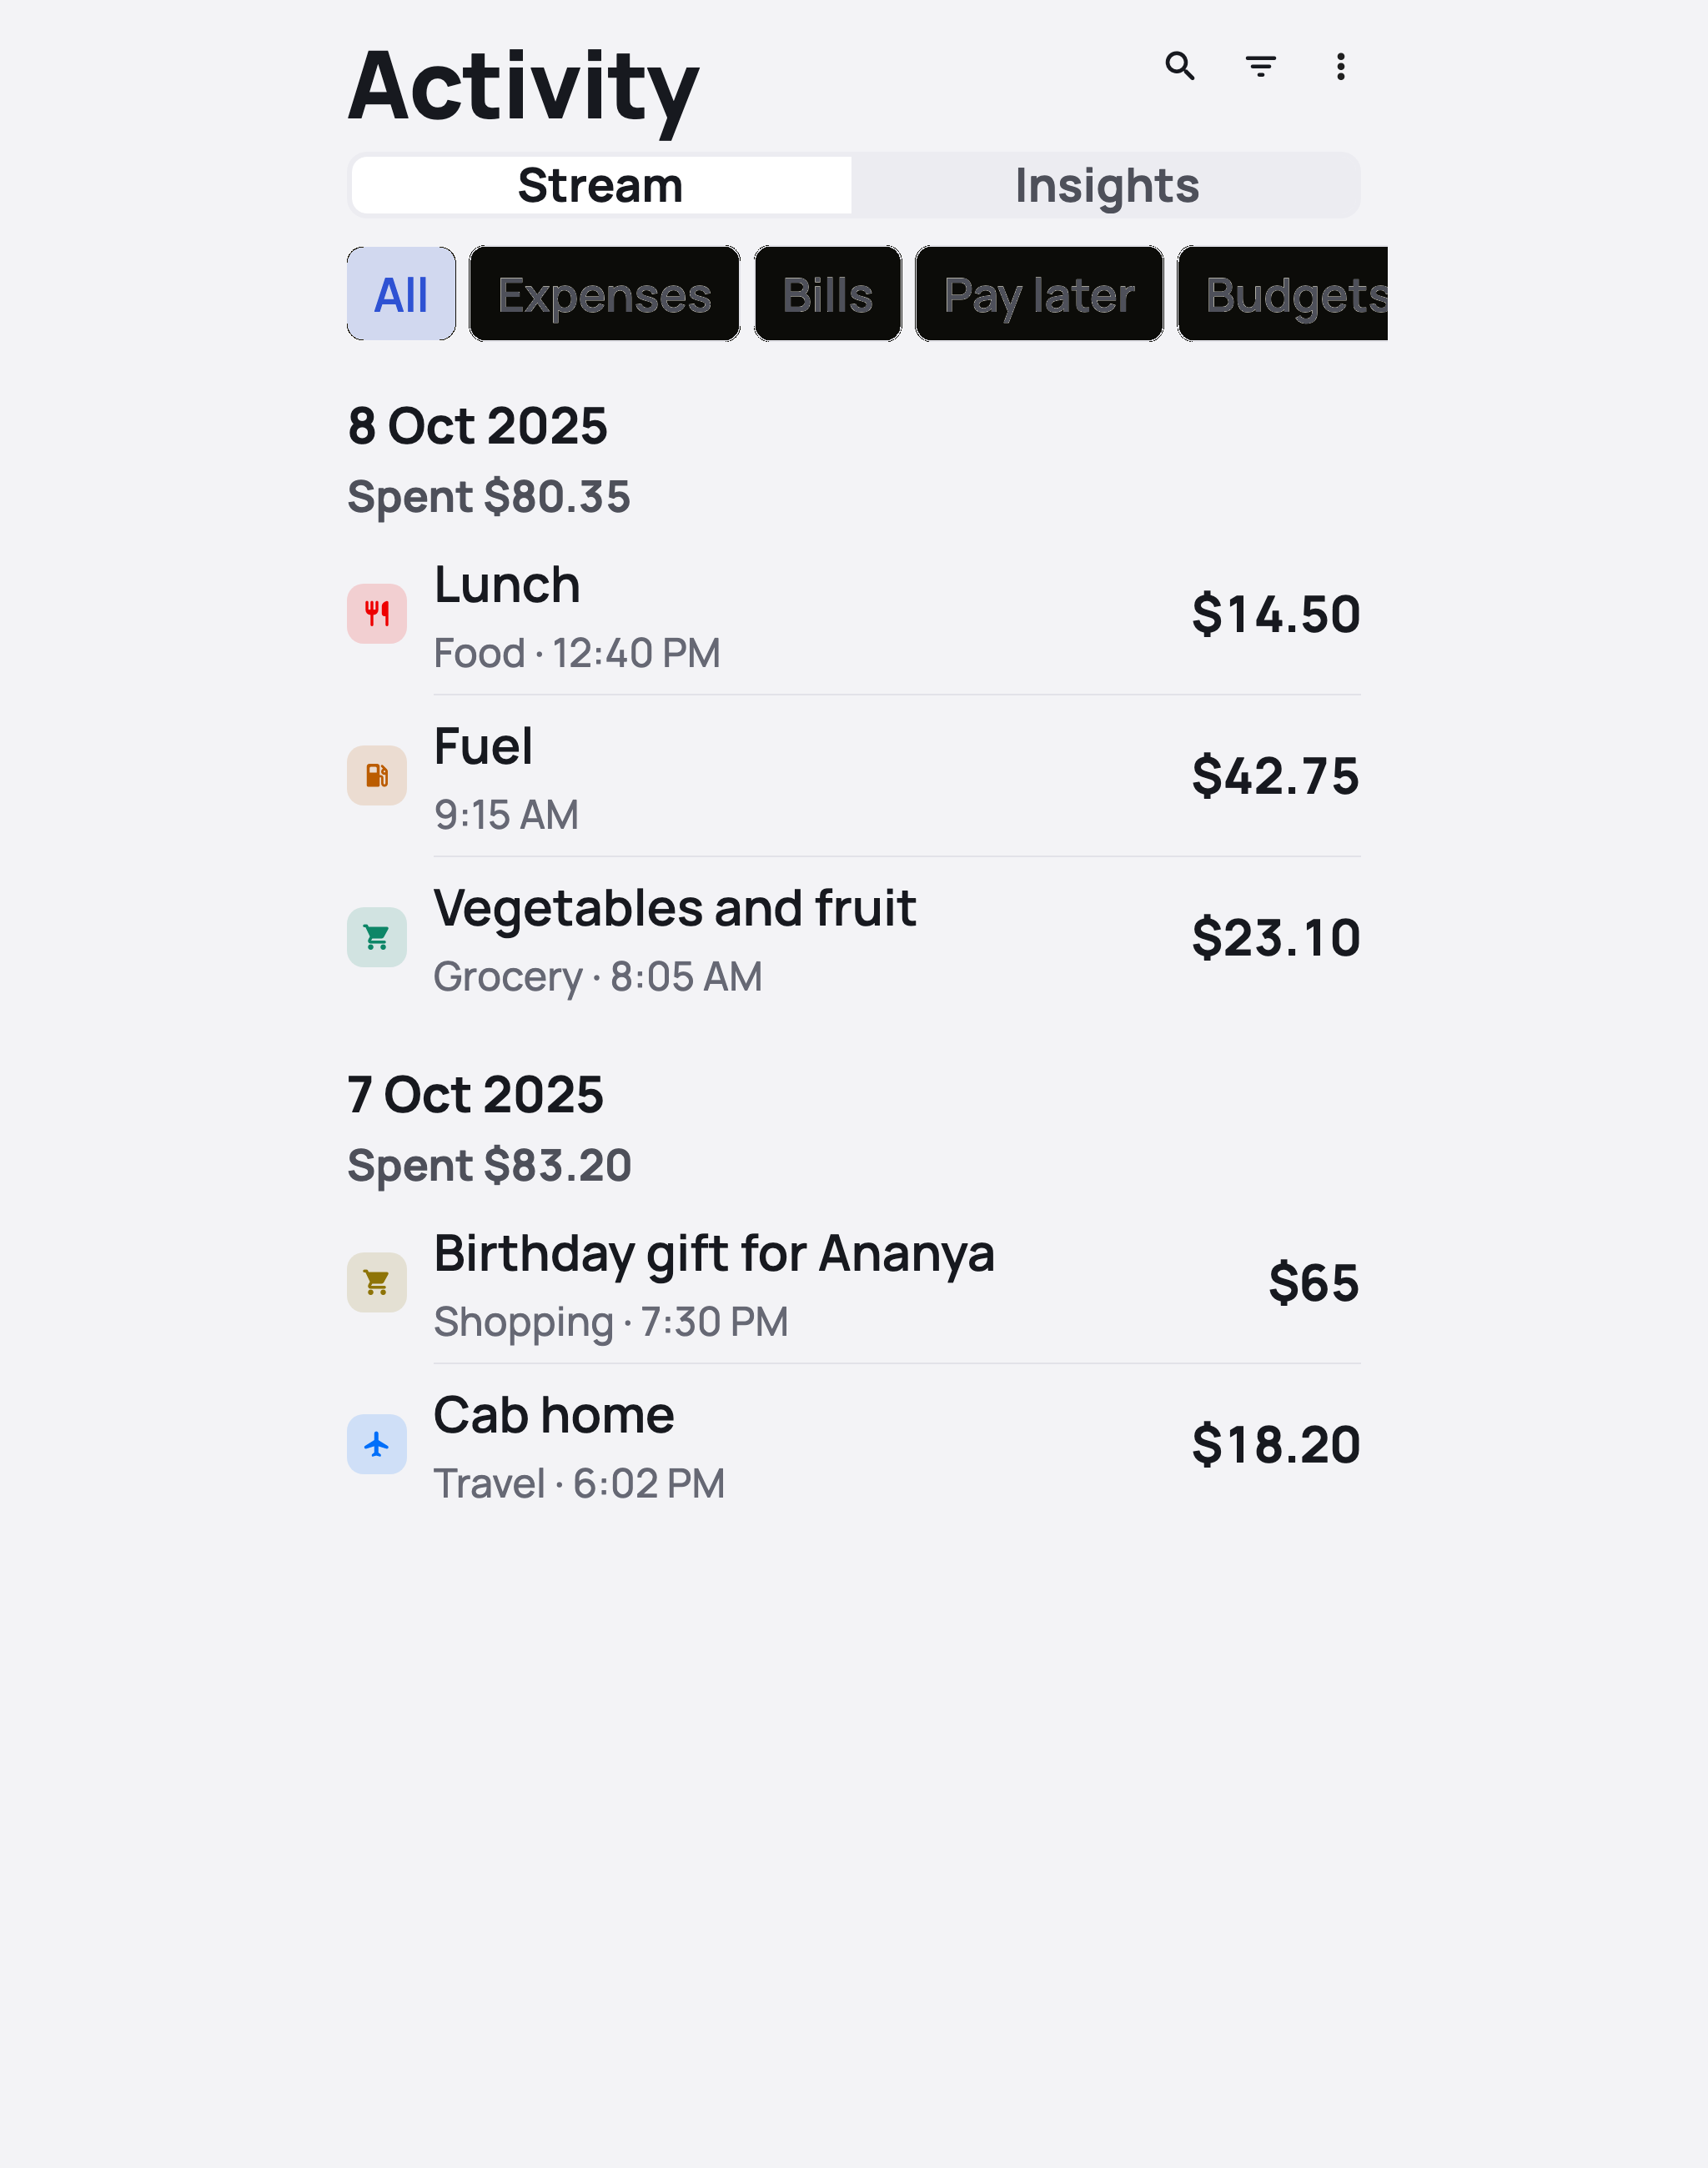 Activity
Stream Insights
All Expenses Bills Pay later Budgets
8 Oct 2025
Spent $80.35
Lunch
$14.50
Food · 12:40 PM
Fuel
$42.75
9:15 AM
Vegetables and fruit
$23.10
Grocery · 8:05 AM
7 Oct 2025
Spent $83.20
Birthday gift for Ananya
$65
Shopping · 7:30 PM
Cab home
$18.20
Travel · 6:02 PM